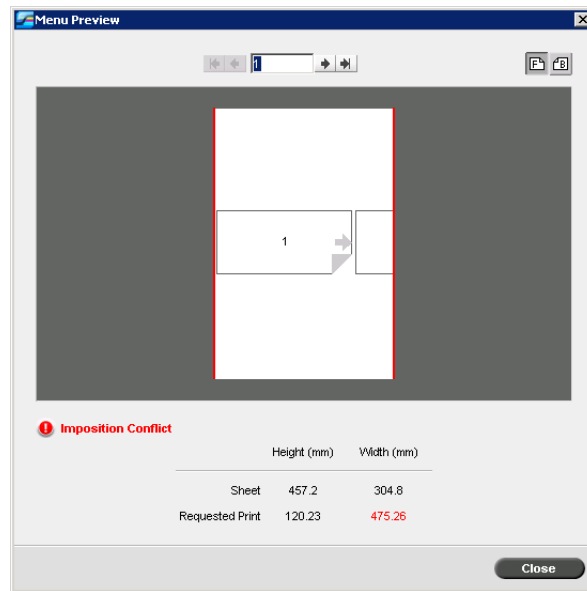 Menu Preview
1
F B
1
Imposition Conflict
Height (mm) Width (mm)
Sheet 457.2 304.8
Requested Print 120.23 475.26
Close